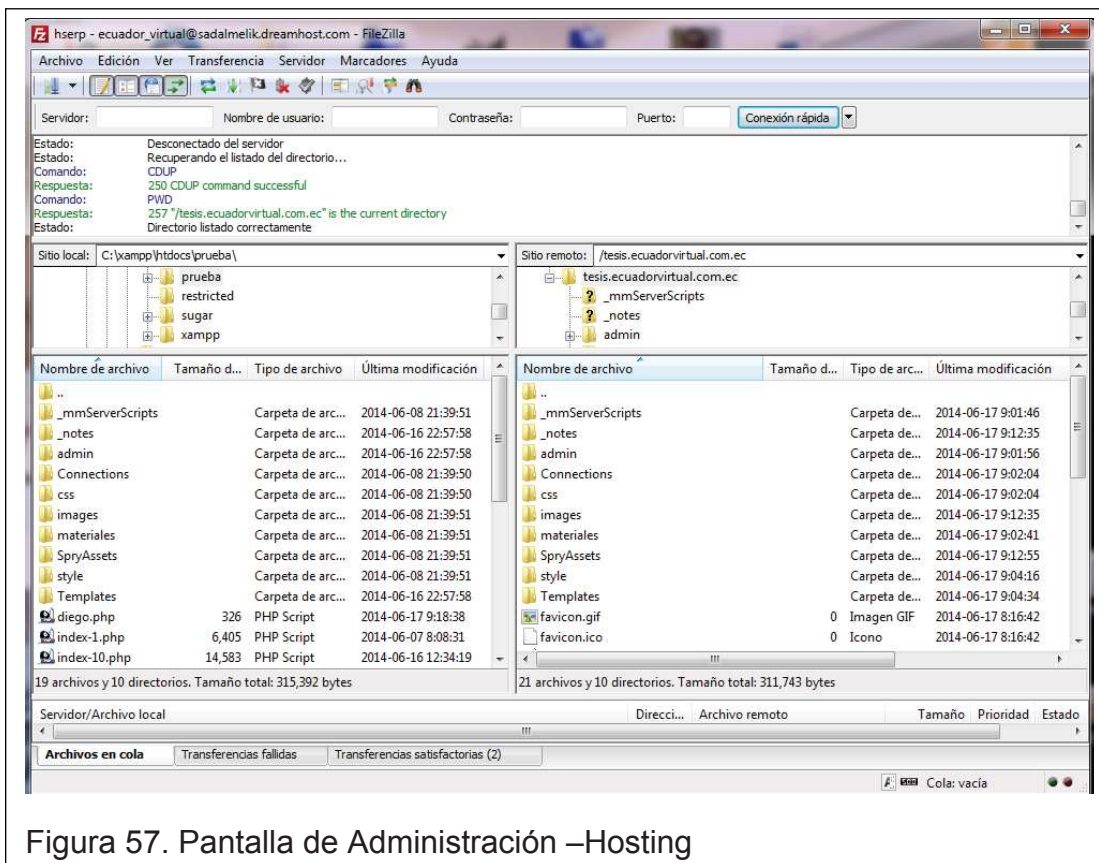 hserp - ecuador_virtual@sadalmelik.dreamhost.com - FileZilla
Archivo Edición Ver Transferencia Servidor Marcadores Ayuda
Servidor: Nombre de usuario: Contraseña: Puerto: Conexión rápida
Estado: Desconectado del servidor
Estado: Recuperando el listado del directorio...
Comando: CDUP
Respuesta: 250 CDUP command successful
Comando: PWD
Respuesta: 257 "/tesis.ecuadorvirtual.com.ec" is the current directory
Estado: Directorio listado correctamente
Sitio local: C:\xampp\htdocs\prueba\
prueba
restricted
sugar
xampp
Sitio remoto: /tesis.ecuadorvirtual.com.ec
tesis.ecuadorvirtual.com.ec
_mmServerScripts
_notes
admin
Nombre de archivo Tamaño d... Tipo de archivo Última modificación
..
_mmServerScripts Carpeta de arc... 2014-06-08 21:39:51
_notes Carpeta de arc... 2014-06-16 22:57:58
admin Carpeta de arc... 2014-06-16 22:57:58
Connections Carpeta de arc... 2014-06-08 21:39:50
css Carpeta de arc... 2014-06-08 21:39:50
images Carpeta de arc... 2014-06-08 21:39:51
materiales Carpeta de arc... 2014-06-08 21:39:51
SpryAssets Carpeta de arc... 2014-06-08 21:39:51
style Carpeta de arc... 2014-06-08 21:39:51
Templates Carpeta de arc... 2014-06-16 22:57:58
diego.php 326 PHP Script 2014-06-17 9:18:38
index-1.php 6,405 PHP Script 2014-06-07 8:08:31
index-10.php 14,583 PHP Script 2014-06-16 12:34:19
19 archivos y 10 directorios. Tamaño total: 315,392 bytes
Nombre de archivo Tamaño d... Tipo de arc... Última modificación
..
_mmServerScripts Carpeta de... 2014-06-17 9:01:46
_notes Carpeta de... 2014-06-17 9:12:35
admin Carpeta de... 2014-06-17 9:01:56
Connections Carpeta de... 2014-06-17 9:02:04
css Carpeta de... 2014-06-17 9:02:04
images Carpeta de... 2014-06-17 9:12:35
materiales Carpeta de... 2014-06-17 9:02:41
SpryAssets Carpeta de... 2014-06-17 9:12:55
style Carpeta de... 2014-06-17 9:04:16
Templates Carpeta de... 2014-06-17 9:04:34
favicon.gif 0 Imagen GIF 2014-06-17 8:16:42
favicon.ico 0 Icono 2014-06-17 8:16:42
21 archivos y 10 directorios. Tamaño total: 311,743 bytes
Servidor/Archivo local Direcci... Archivo remoto Tamaño Prioridad Estado
Archivos en cola Transferencias fallidas Transferencias satisfactorias (2)
Cola: vacía
Figura 57. Pantalla de Administración –Hosting